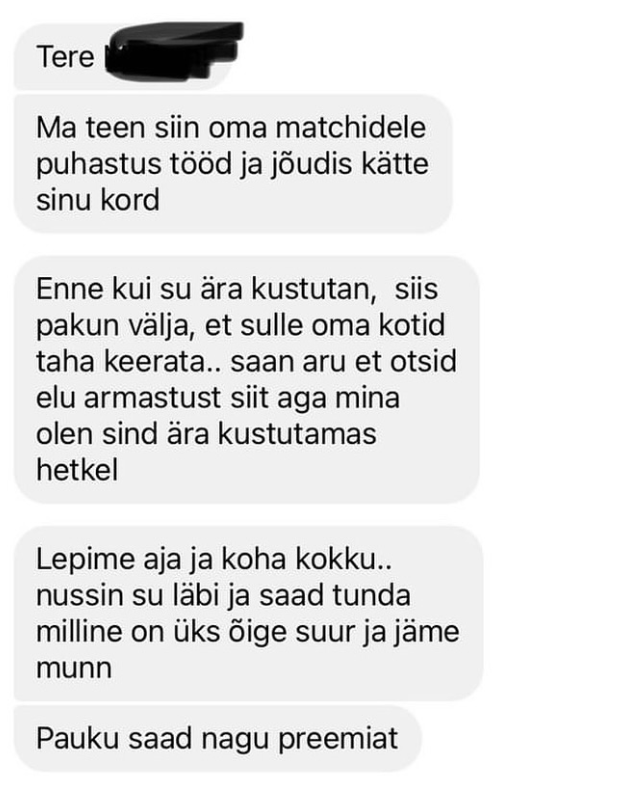 Tere
Ma teen siin oma matchidele
puhastus tööd ja jõudis kätte
sinu kord
Enne kui su ära kustutan,  siis
pakun välja, et sulle oma kotid
taha keerata.. saan aru et otsid
elu armastust siit aga mina
olen sind ära kustutamas
hetkel
Lepime aja ja koha kokku..
nussin su läbi ja saad tunda
milline on üks õige suur ja jäme
munn
Pauku saad nagu preemiat